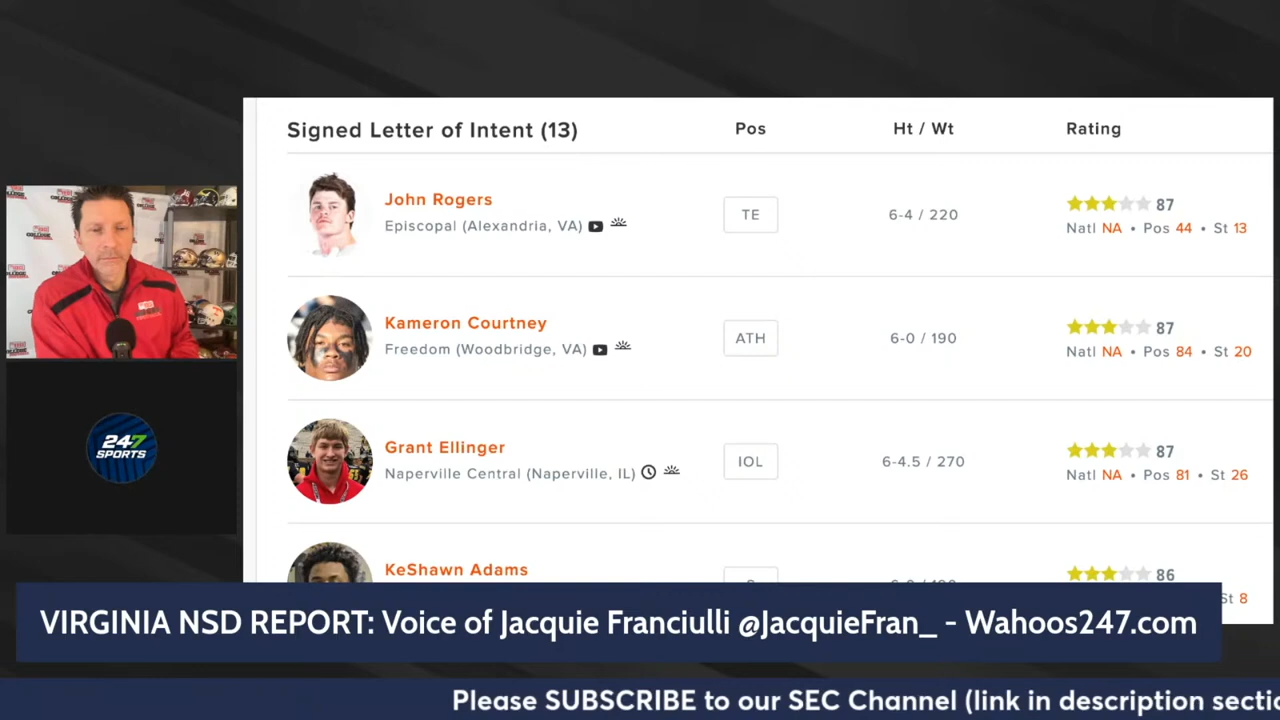 Signed Letter of Intent (13) Pos Ht / Wt Rating
John Rogers
Episcopal (Alexandria, VA)
TE
6-4 / 220
87
Natl NA • Pos 44 • St 13
Kameron Courtney
Freedom (Woodbridge, VA)
ATH
6-0 / 190
87
Natl NA • Pos 84 • St 20
Grant Ellinger
Naperville Central (Naperville, IL)
IOL
6-4.5 / 270
87
Natl NA • Pos 81 • St 26
KeShawn Adams
86
St 8
247
SPORTS
VIRGINIA NSD REPORT: Voice of Jacquie Franciulli @JacquieFran_ - Wahoos247.com
Please SUBSCRIBE to our SEC Channel (link in description sectio